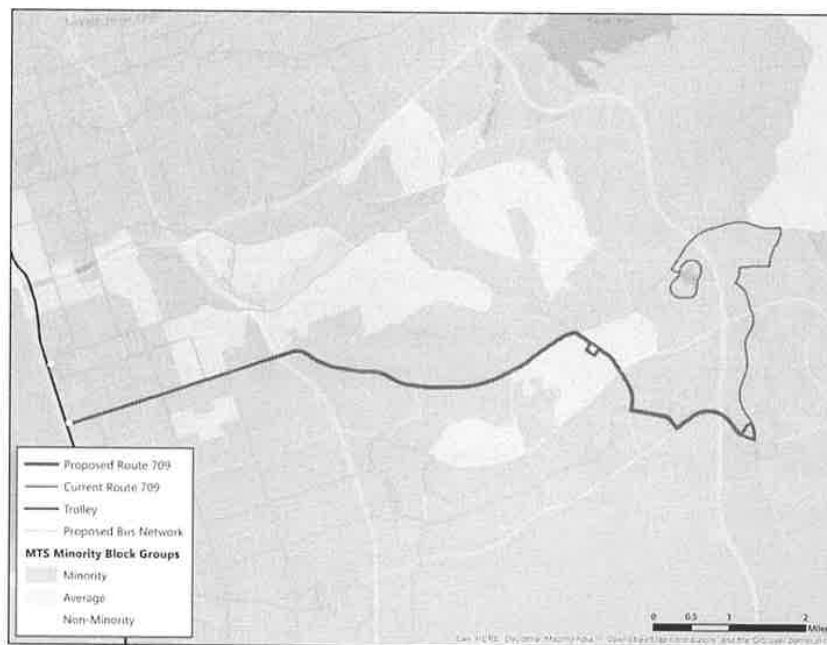 Proposed Route 709
Current Route 709
Trolley
Proposed Bus Network
MTS Minority Block Groups
Minority
Average
Non-Minority
0 0.5 1 2
Miles